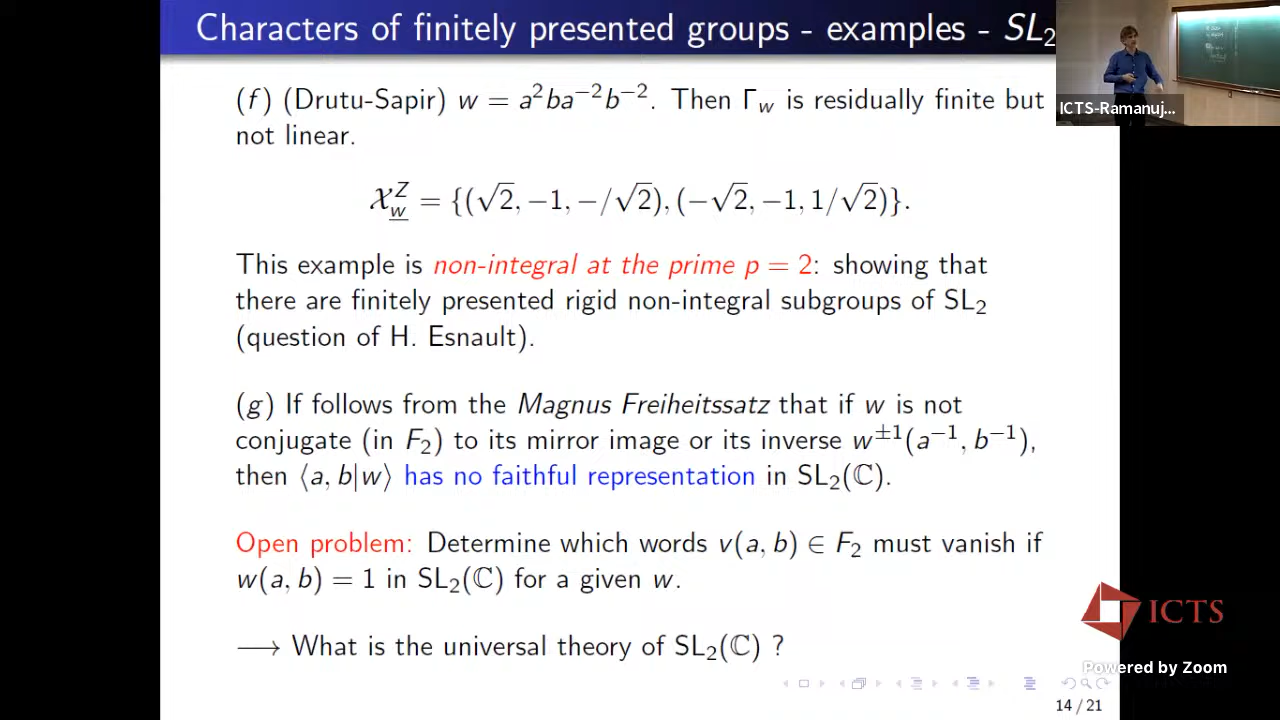 Characters of finitely presented groups - examples - SL₂
ICTS-Ramanuj...
(f) (Drutu-Sapir) w = a²ba⁻²b⁻². Then Γ_w is residually finite but
not linear.
𝒳_w^Z = {(√2, −1, −/√2), (−√2, −1, 1/√2)}.
This example is non-integral at the prime p = 2: showing that
there are finitely presented rigid non-integral subgroups of SL₂
(question of H. Esnault).
(g) If follows from the Magnus Freiheitssatz that if w is not
conjugate (in F₂) to its mirror image or its inverse w^{±1}(a⁻¹, b⁻¹),
then ⟨a, b|w⟩ has no faithful representation in SL₂(ℂ).
Open problem: Determine which words v(a, b) ∈ F₂ must vanish if
w(a, b) = 1 in SL₂(ℂ) for a given w.
⟶ What is the universal theory of SL₂(ℂ) ?
ICTS
Powered by Zoom
14 / 21